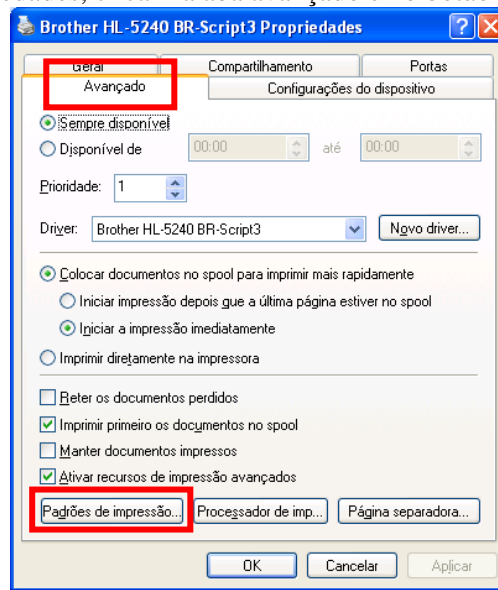 Brother HL-5240 BR-Script3 Propriedades
Geral Compartilhamento Portas
Avançado Configurações do dispositivo
Sempre disponível
Disponível de 00:00 até 00:00
Prioridade: 1
Driver: Brother HL-5240 BR-Script3 Novo driver...
Colocar documentos no spool para imprimir mais rapidamente
Iniciar impressão depois que a última página estiver no spool
Iniciar a impressão imediatamente
Imprimir diretamente na impressora
Reter os documentos perdidos
Imprimir primeiro os documentos no spool
Manter documentos impressos
Ativar recursos de impressão avançados
Padrões de impressão... Processador de imp... Página separadora...
OK Cancelar Aplicar